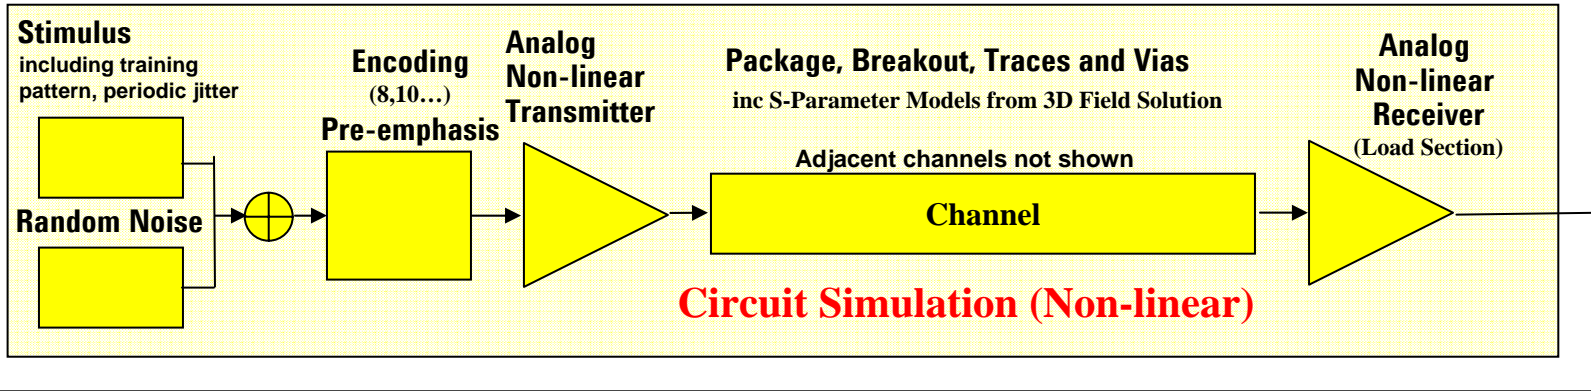 Stimulus
including training
pattern, periodic jitter
Random Noise
Encoding
(8,10…)
Pre-emphasis
Analog
Non-linear
Transmitter
Package, Breakout, Traces and Vias
inc S-Parameter Models from 3D Field Solution
Adjacent channels not shown
Channel
Analog
Non-linear
Receiver
(Load Section)
Circuit Simulation (Non-linear)